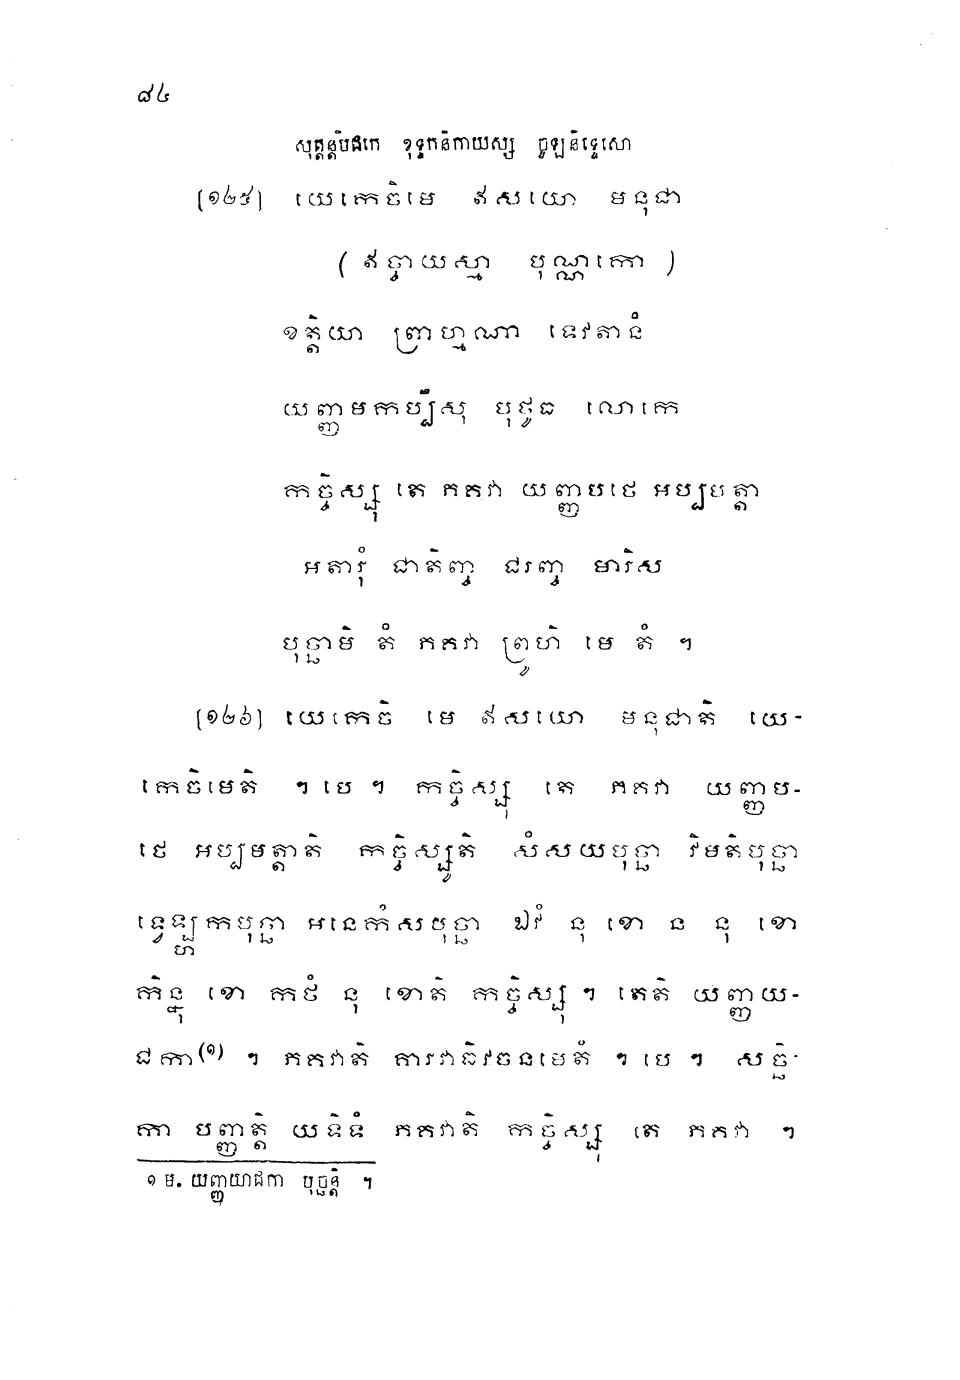 ៨៤
សុត្តន្តបិដកេ ខុទ្ទកនិកាយស្ស ចូឡនិទ្ទេសោ
[១២៥] យេកេចិមេ ឥសយោ មនុជា
( ឥច្ចាយស្មា បុណ្ណកោ )
ខត្តិយា ព្រាហ្មណា ទេវតានំ
យញ្ញមកប្បឹសុ បុថូធ លោកេ
កច្ចិស្សុ តេ ភគវា យញ្ញបថេ អប្បមត្តា
អតារុំ ជាតិញ្ច ជរញ្ច មារិស
បុច្ឆាមិ តំ ភគវា ព្រូហិ មេ តំ ។
[១២៦] យេកេចិ មេ ឥសយោ មនុជាតិ យេ-
កេចិមេតិ ។ បេ ។ កច្ចិស្សុ តេ ភគវា យញ្ញប-
ថេ អប្បមត្តាតិ កច្ចិស្សូតិ សំសយបុច្ឆា វិមតិបុច្ឆា
ទ្វេឡ្ហកបុច្ឆា អនេកំសបុច្ឆា ឯវំ នុ ខោ ន នុ ខោ
កិន្នុ ខោ កថំ នុ ខោតិ កច្ចិស្សុ ។ តេតិ យញ្ញយ-
ជកា(១) ។ ភគវាតិ គារវាធិវចនមេតំ ។ បេ ។ សច្ឆិ-
កា បញ្ញត្តិ យទិទំ ភគវាតិ កច្ចិស្សុ តេ ភគវា ។
១ ម. យញ្ញយាជកា បុច្ឆន្តិ ។